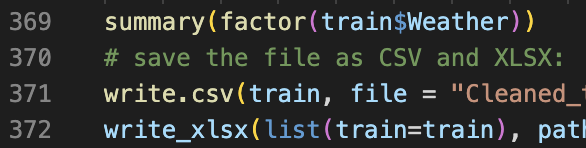 369 summary(factor(train$Weather))
370 # save the file as CSV and XLSX:
371 write.csv(train, file = "Cleaned_
372 write_xlsx(list(train=train),